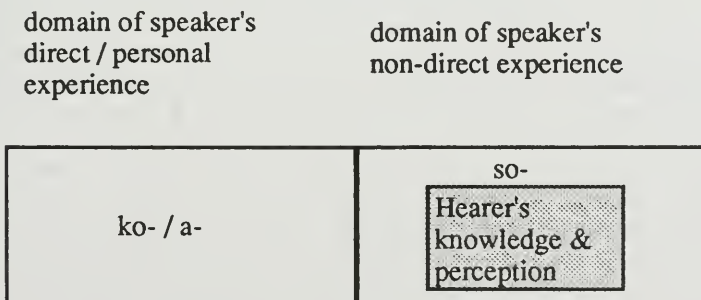 domain of speaker's
direct / personal
experience
domain of speaker's
non-direct experience
ko- / a-
so-
Hearer's
knowledge &
perception